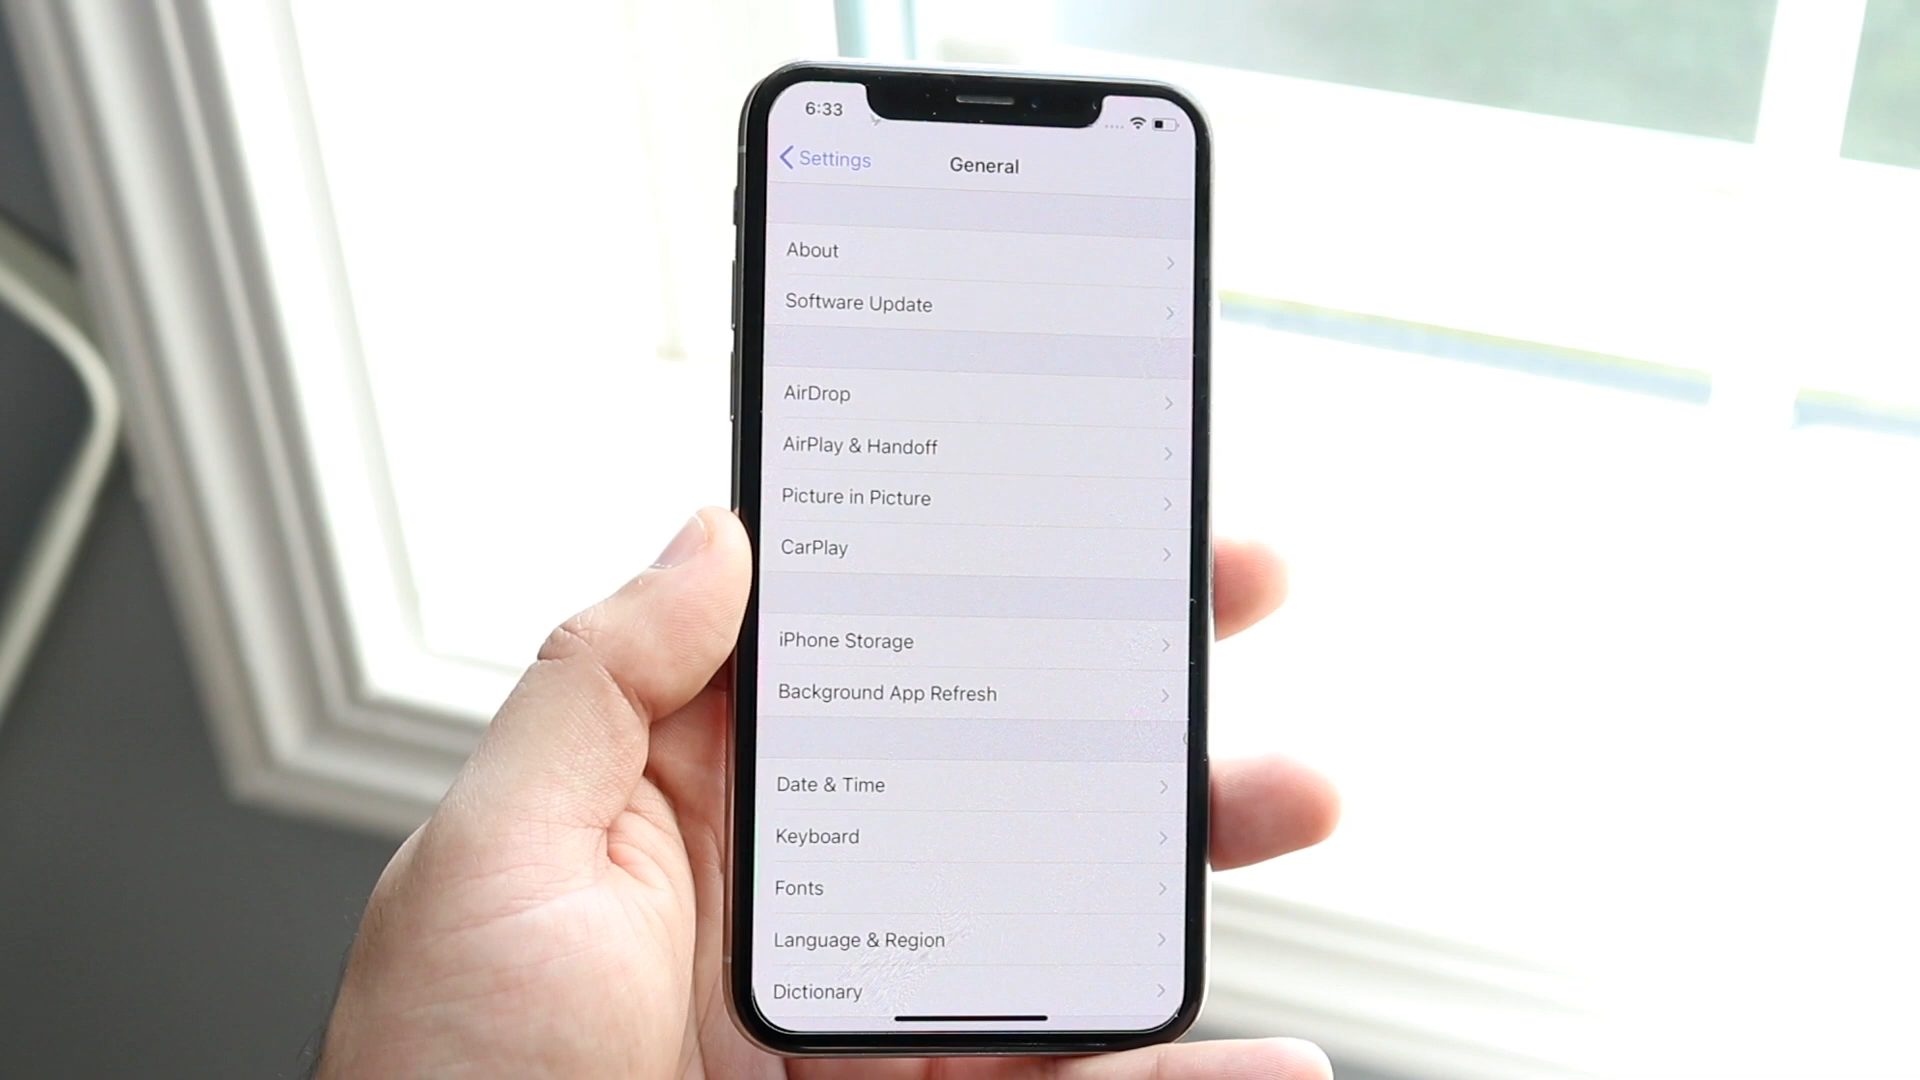 6:33
Settings
General
About
Software Update
AirDrop
AirPlay & Handoff
Picture in Picture
CarPlay
iPhone Storage
Background App Refresh
Date & Time
Keyboard
Fonts
Language & Region
Dictionary